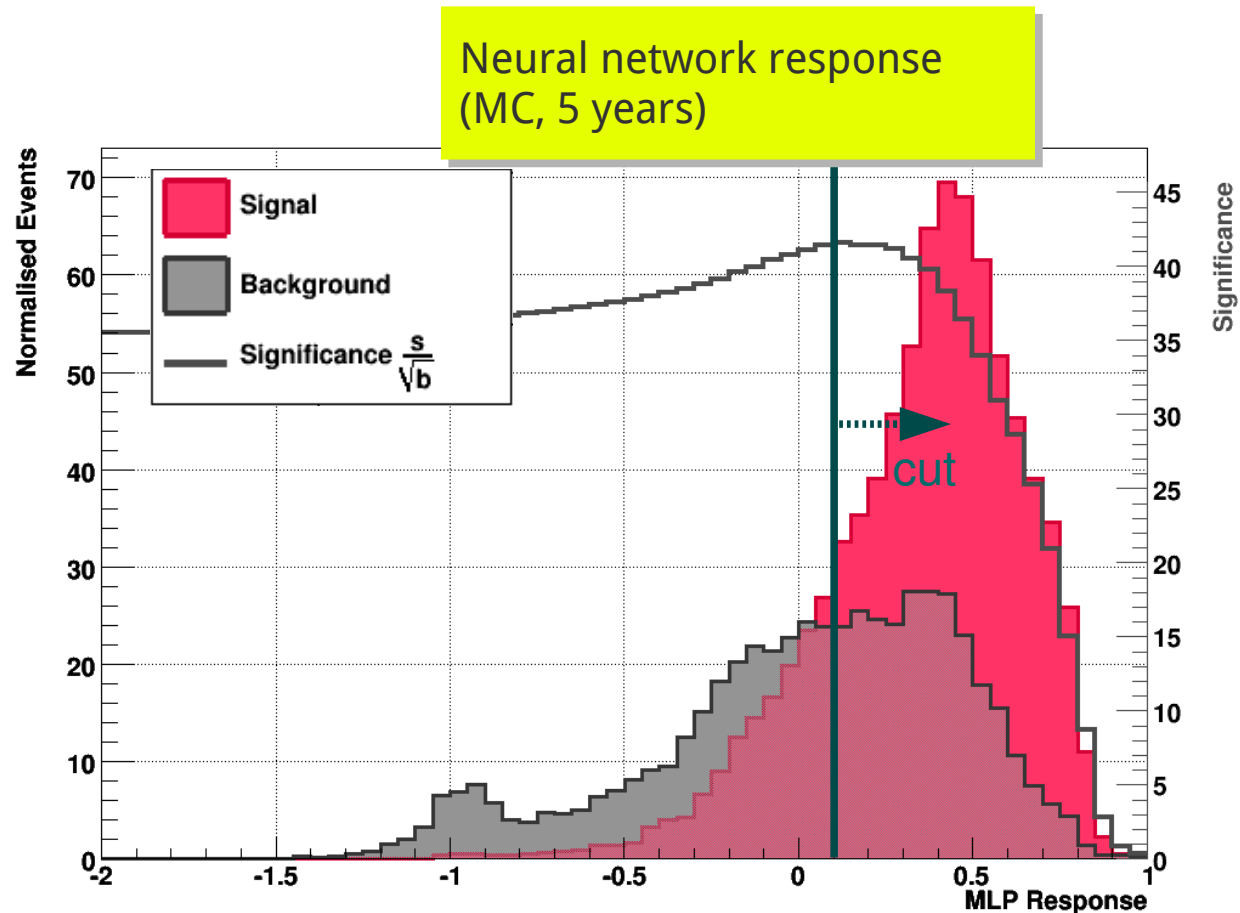 Neural network response
(MC, 5 years)
Normalised Events
70
60
50
40
30
20
10
0
Signal
Background
Significance s/√b
cut
45
40
35
30
25
20
15
10
5
0
Significance
-2
-1.5
-1
-0.5
0
0.5
1
MLP Response